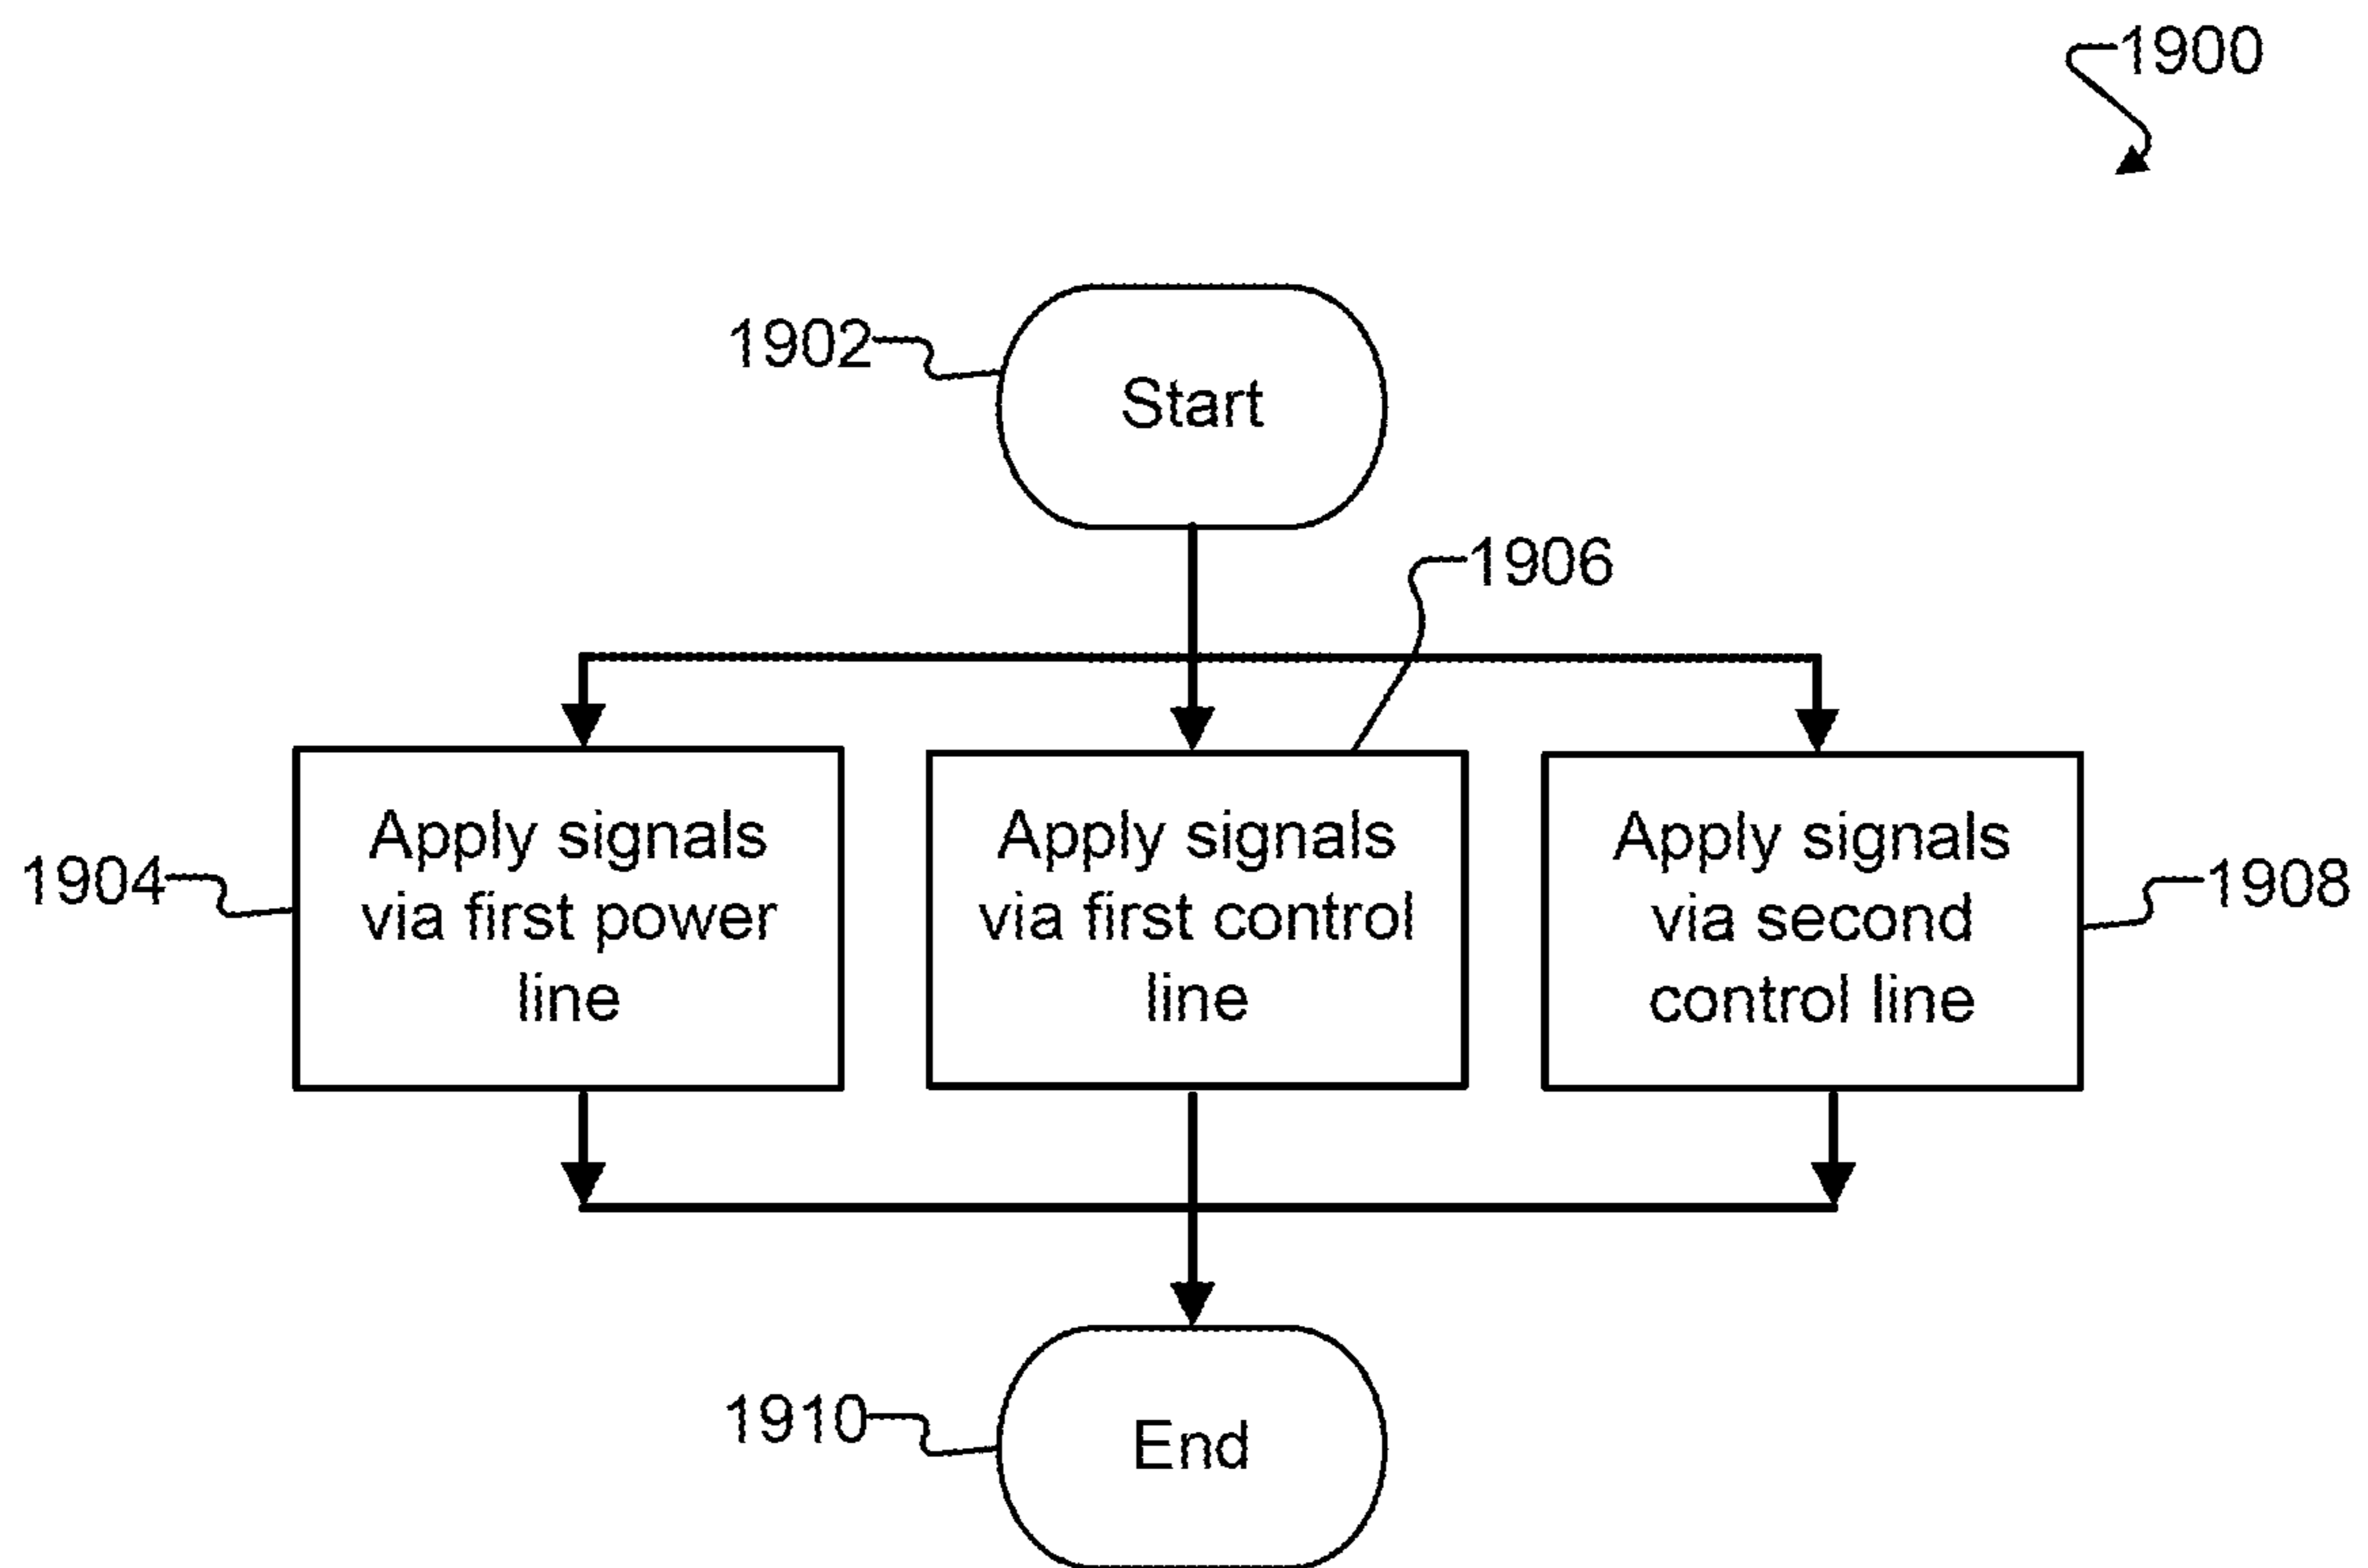 1900
1902
Start
1906
1904
Apply signals
via first power
line
Apply signals
via first control
line
Apply signals
via second
control line
1908
1910
End